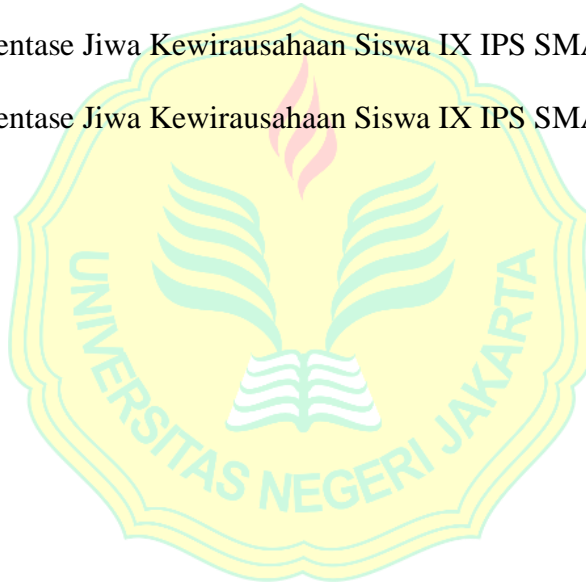 entase Jiwa Kewirausahaan Siswa IX IPS SMA
entase Jiwa Kewirausahaan Siswa IX IPS SMA
UNIVERSITAS NEGERI JAKARTA